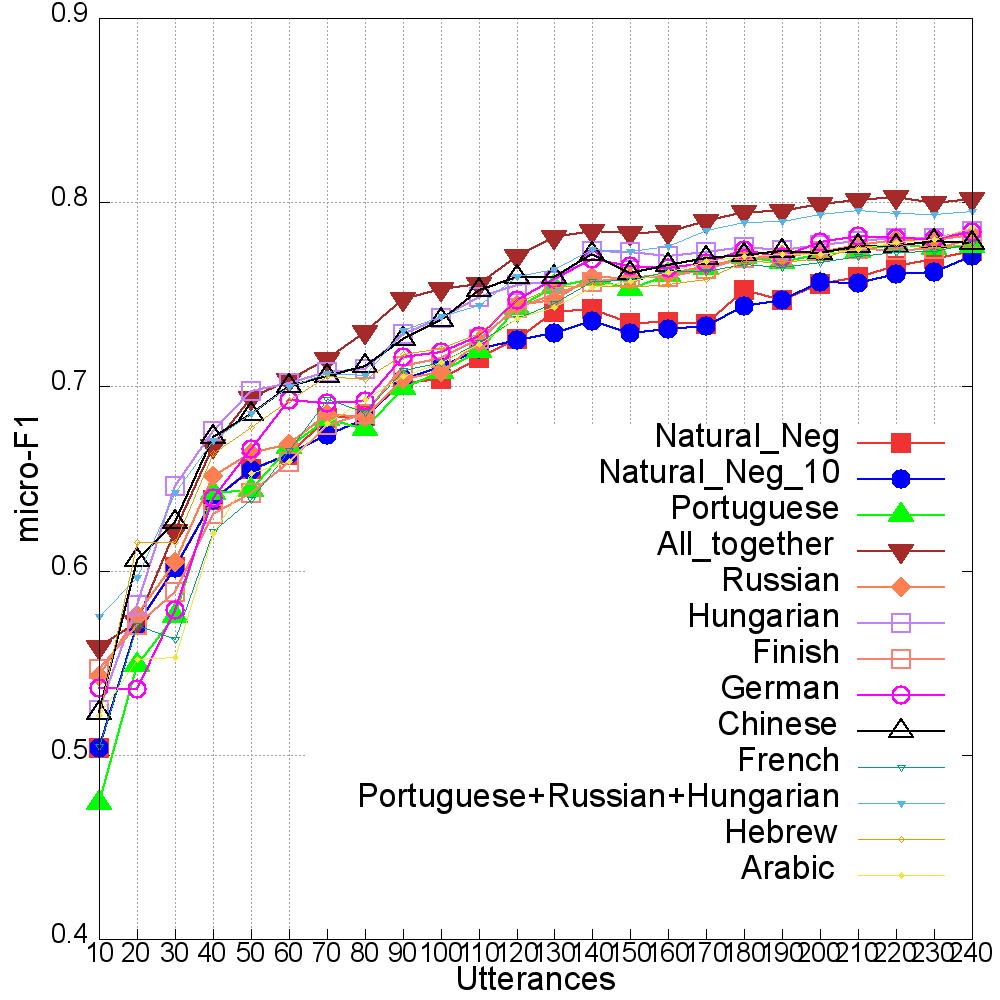 0.9
0.8
0.7
0.6
0.5
0.4
micro-F1
Natural_Neg
Natural_Neg_10
Portuguese
All_together
Russian
Hungarian
Finish
German
Chinese
French
Portuguese+Russian+Hungarian
Hebrew
Arabic
10 20 30 40 50 60 70 80 90 100 110 120 130 140 150 160 170 180 190 200 210 220 230 240
Utterances